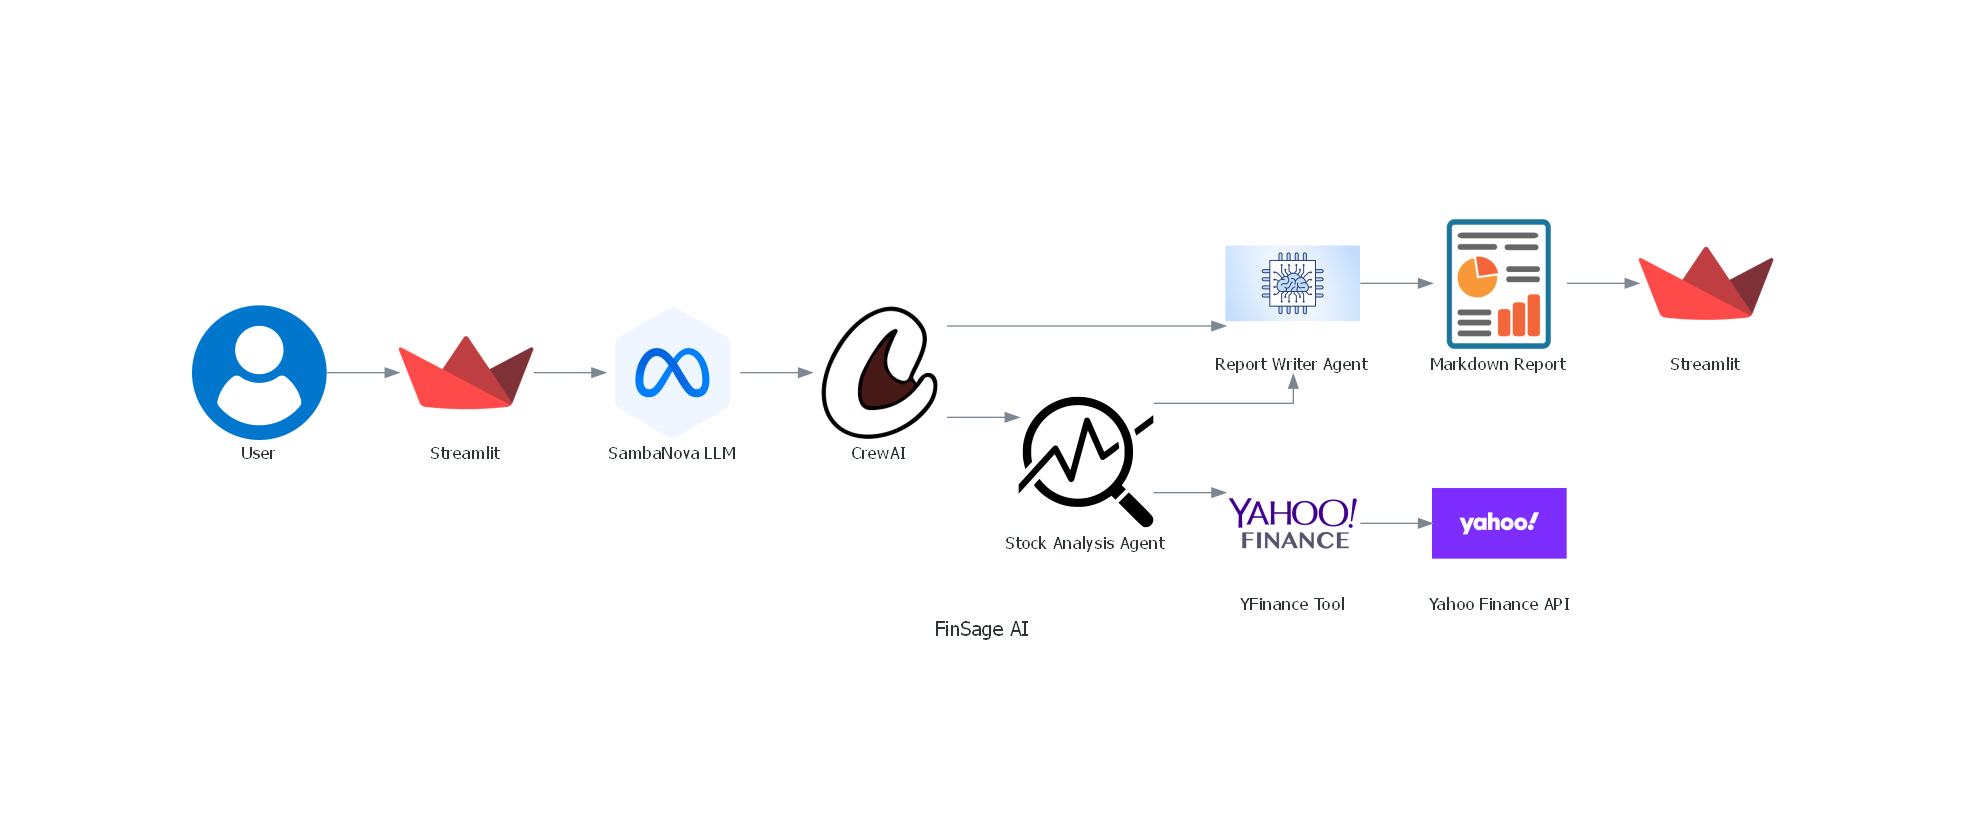 User
Streamlit
SambaNova LLM
CrewAI
Report Writer Agent
Markdown Report
Streamlit
Stock Analysis Agent
YAHOO!
FINANCE
YFinance Tool
yahoo!
Yahoo Finance API
FinSage AI